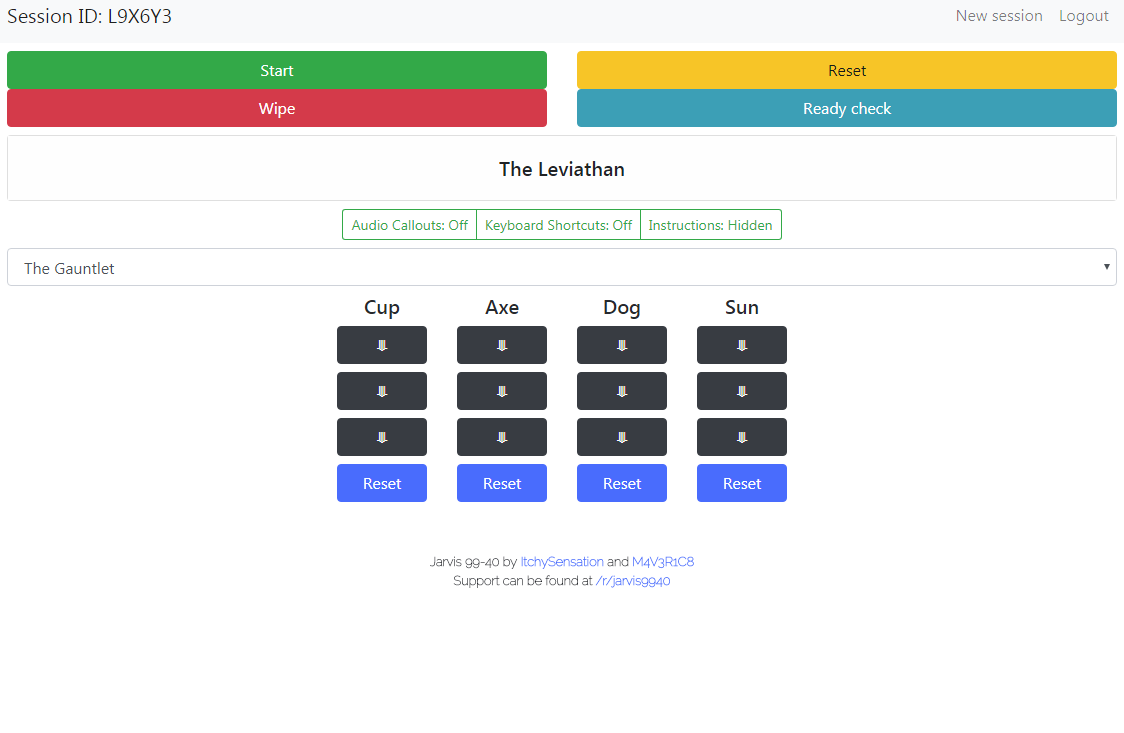 Session ID: L9X6Y3 New session Logout
Start Reset
Wipe Ready check
The Leviathan
Audio Callouts: Off Keyboard Shortcuts: Off Instructions: Hidden
The Gauntlet
Cup Axe Dog Sun
⤋ ⤋ ⤋ ⤋
⤋ ⤋ ⤋ ⤋
⤋ ⤋ ⤋ ⤋
Reset Reset Reset Reset
Jarvis 99-40 by ItchySensation and M4V3R1C8
Support can be found at /r/jarvis9940